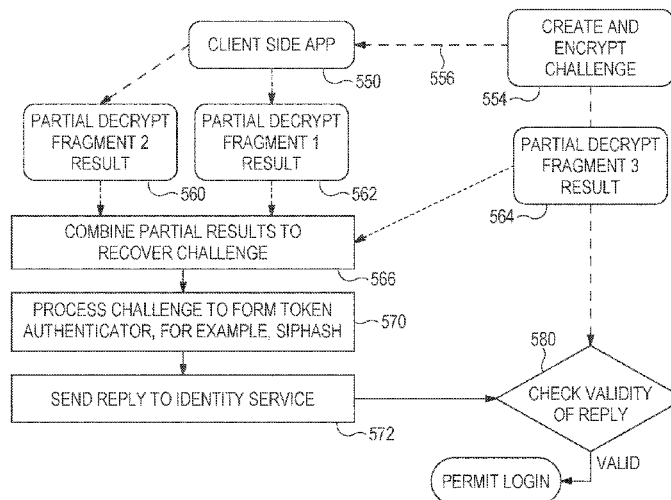 CLIENT SIDE APP
550
556
CREATE AND
ENCRYPT
CHALLENGE
554
PARTIAL DECRYPT
FRAGMENT 2
RESULT
560
PARTIAL DECRYPT
FRAGMENT 1
RESULT
562
PARTIAL DECRYPT
FRAGMENT 3
RESULT
564
COMBINE PARTIAL RESULTS TO
RECOVER CHALLENGE
566
PROCESS CHALLENGE TO FORM TOKEN
AUTHENTICATOR, FOR EXAMPLE, SIPHASH
570
580
CHECK VALIDITY
OF REPLY
SEND REPLY TO IDENTITY SERVICE
572
VALID
PERMIT LOGIN